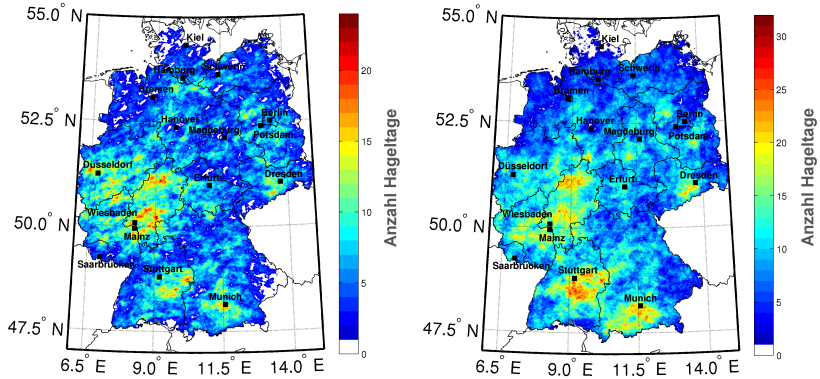 55.0° N
52.5° N
50.0° N
47.5° N
6.5° E
9.0° E
11.5° E
14.0° E
Kiel
Schwerin
Hamburg
Bremen
Berlin
Hanover
Magdeburg
Potsdam
Düsseldorf
Erfurt
Dresden
Wiesbaden
Mainz
Saarbrücken
Stuttgart
Munich
20
15
10
5
0
Anzahl Hageltage
55.0° N
52.5° N
50.0° N
47.5° N
6.5° E
9.0° E
11.5° E
14.0° E
Kiel
Schwerin
Hamburg
Bremen
Berlin
Hanover
Magdeburg
Potsdam
Düsseldorf
Erfurt
Dresden
Wiesbaden
Mainz
Saarbrücken
Stuttgart
Munich
30
25
20
15
10
5
0
Anzahl Hageltage